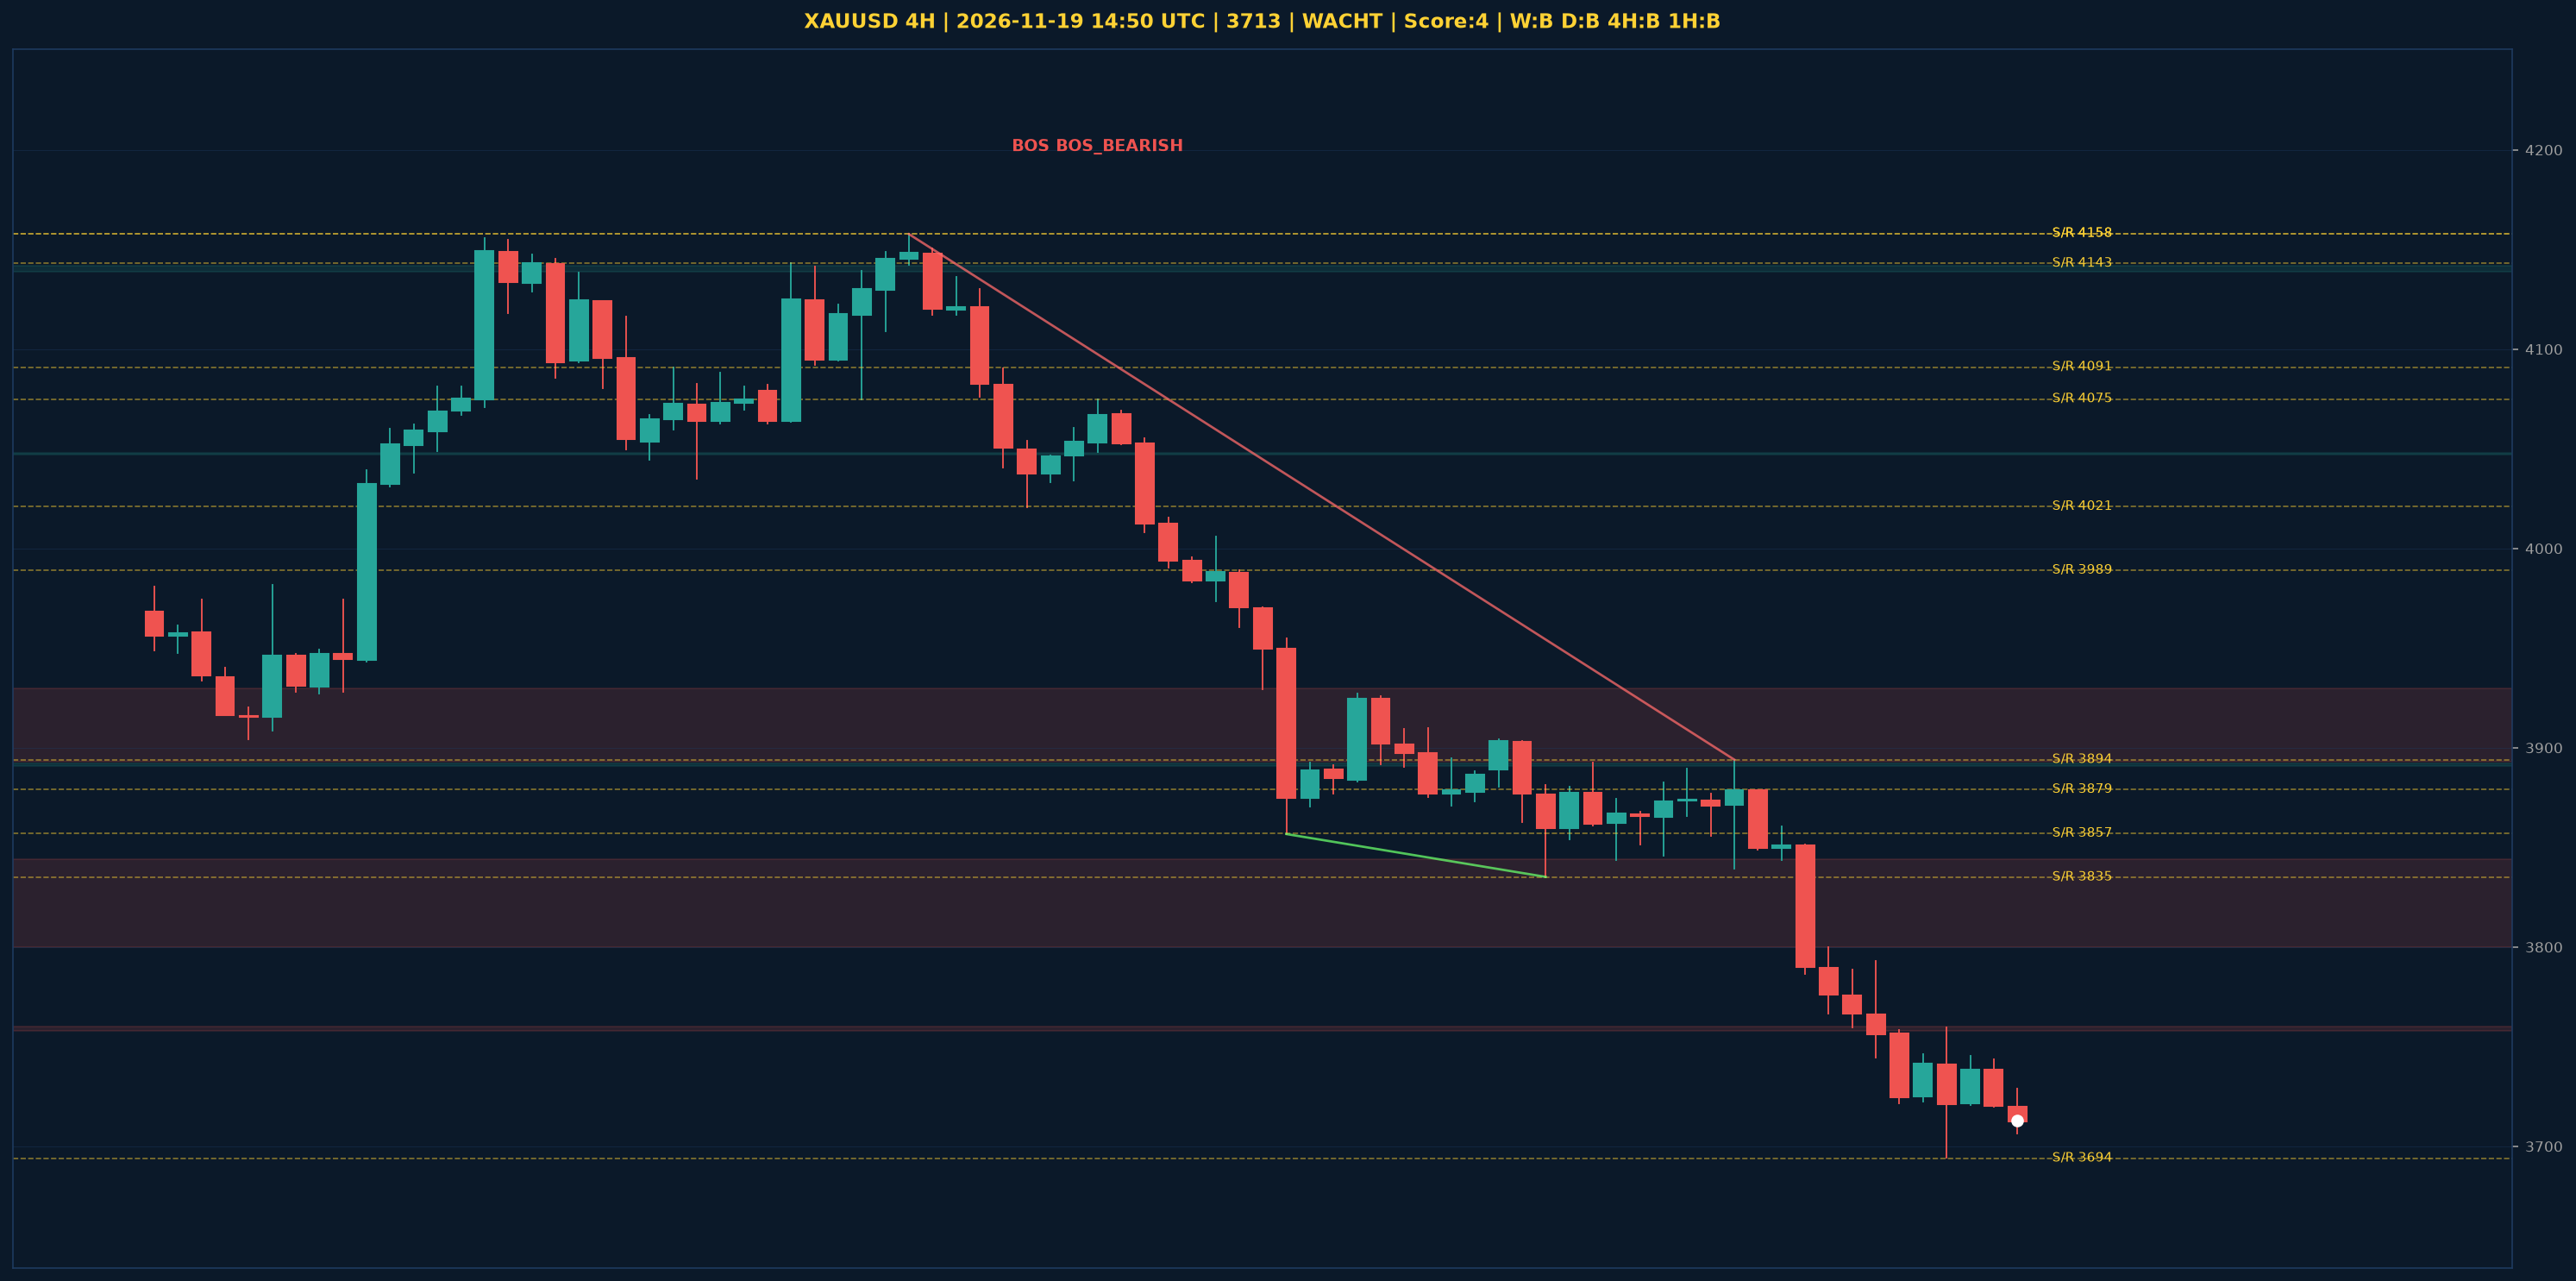 XAUUSD 4H | 2026-11-19 14:50 UTC | 3713 | WACHT | Score:4 | W:B D:B 4H:B 1H:B
BOS BOS_BEARISH
4200
S/R 4158
S/R 4143
4100
S/R 4091
S/R 4075
S/R 4021
4000
S/R 3989
3900
S/R 3894
S/R 3879
S/R 3857
S/R 3835
3800
3700
S/R 3694